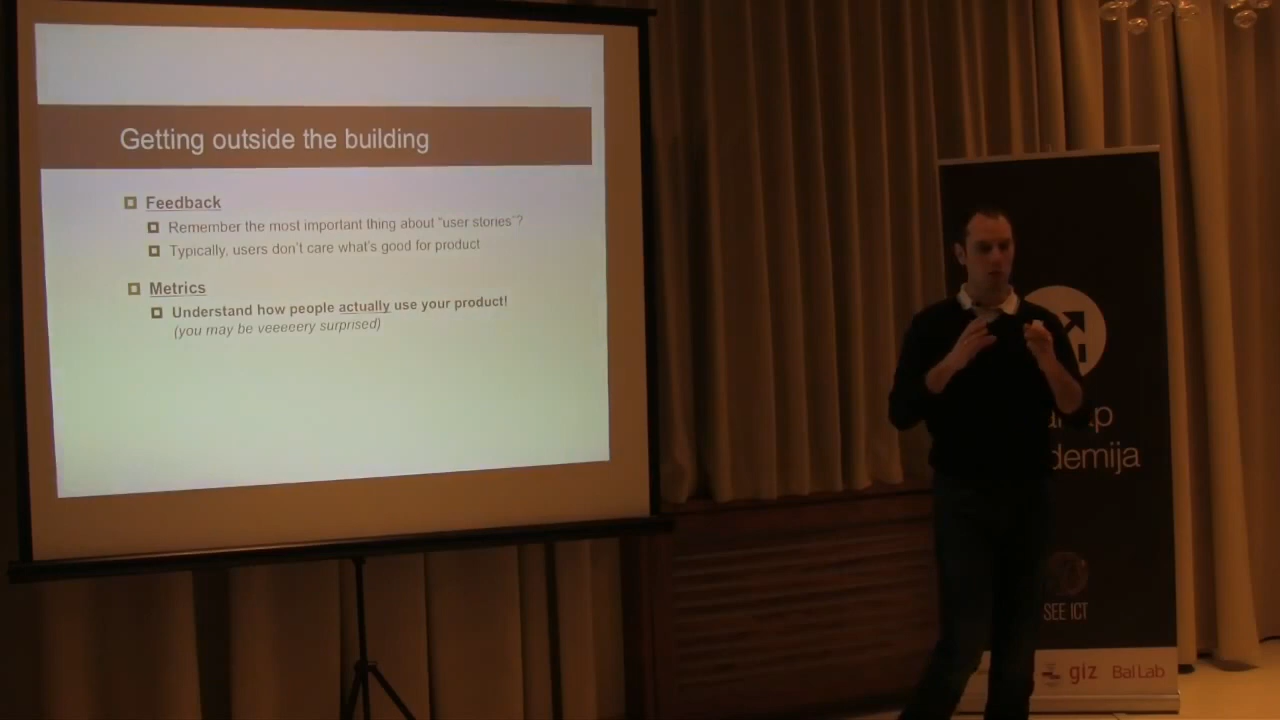 Getting outside the building
Feedback
Remember the most important thing about "user stories"?
Typically, users don't care what's good for product
Metrics
Understand how people actually use your product!
(you may be veeeeery surprised)
demija
SEE ICT
giz Bal Lab